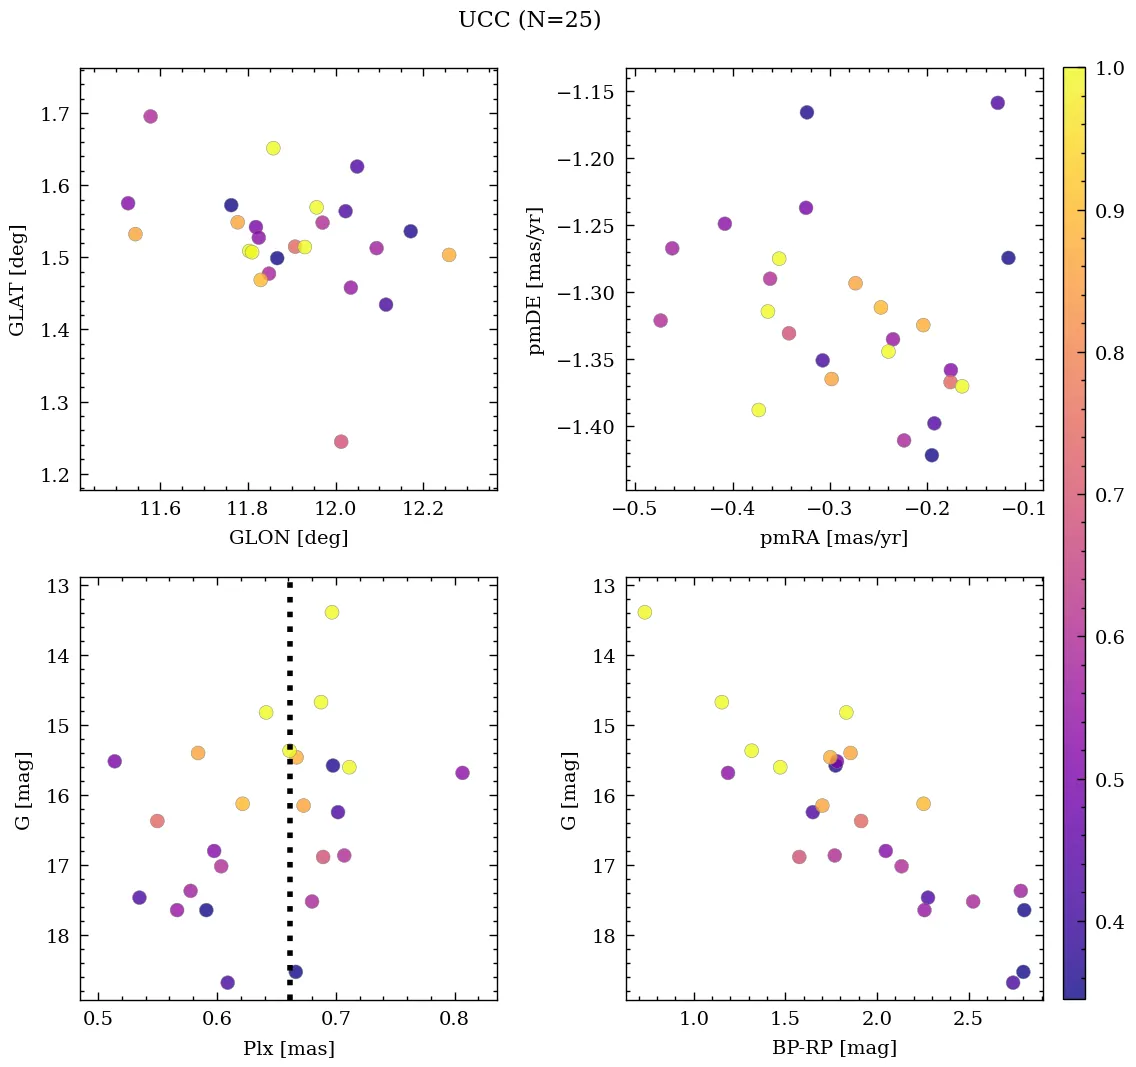 UCC (N=25)
1.7
1.6
1.5
1.4
1.3
1.2
GLAT [deg]
11.6 11.8 12.0 12.2
GLON [deg]
−1.15
−1.20
−1.25
−1.30
−1.35
−1.40
pmDE [mas/yr]
−0.5 −0.4 −0.3 −0.2 −0.1
pmRA [mas/yr]
13
14
15
16
17
18
G [mag]
0.5 0.6 0.7 0.8
Plx [mas]
13
14
15
16
17
18
G [mag]
1.0 1.5 2.0 2.5
BP-RP [mag]
1.0
0.9
0.8
0.7
0.6
0.5
0.4